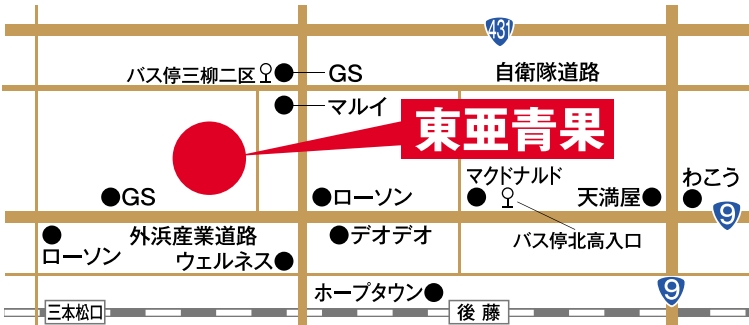 431
バス停三柳二区
GS
自衛隊道路
マルイ
東亜青果
マクドナルド
わこう
GS
ローソン
天満屋
9
外浜産業道路
デオデオ
バス停北高入口
ローソン
ウェルネス
ホープタウン
9
三本松口
後藤